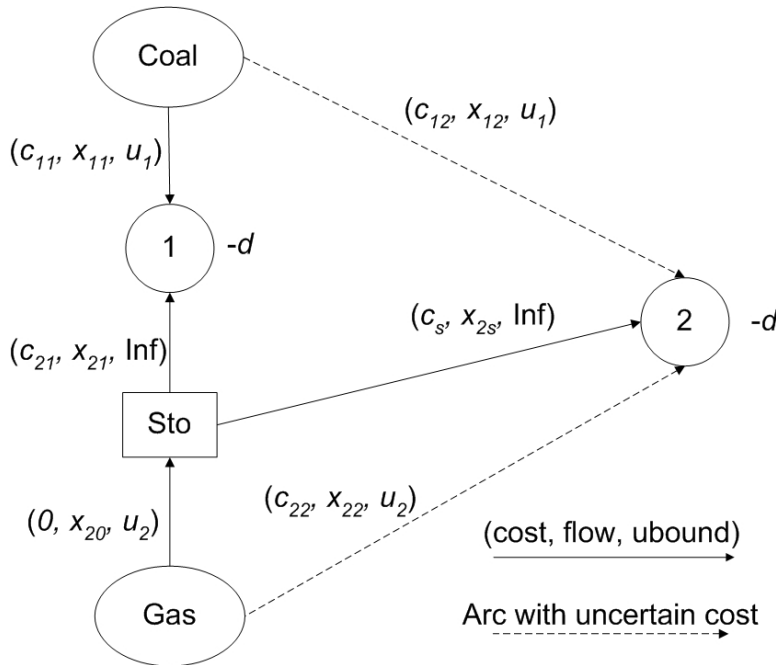 Coal
(c₁₂, x₁₂, u₁)
(c₁₁, x₁₁, u₁)
1
-d
(cₛ, x₂ₛ, Inf)
2
-d
(c₂₁, x₂₁, Inf)
Sto
(c₂₂, x₂₂, u₂)
(0, x₂₀, u₂)
(cost, flow, ubound)
Gas
Arc with uncertain cost